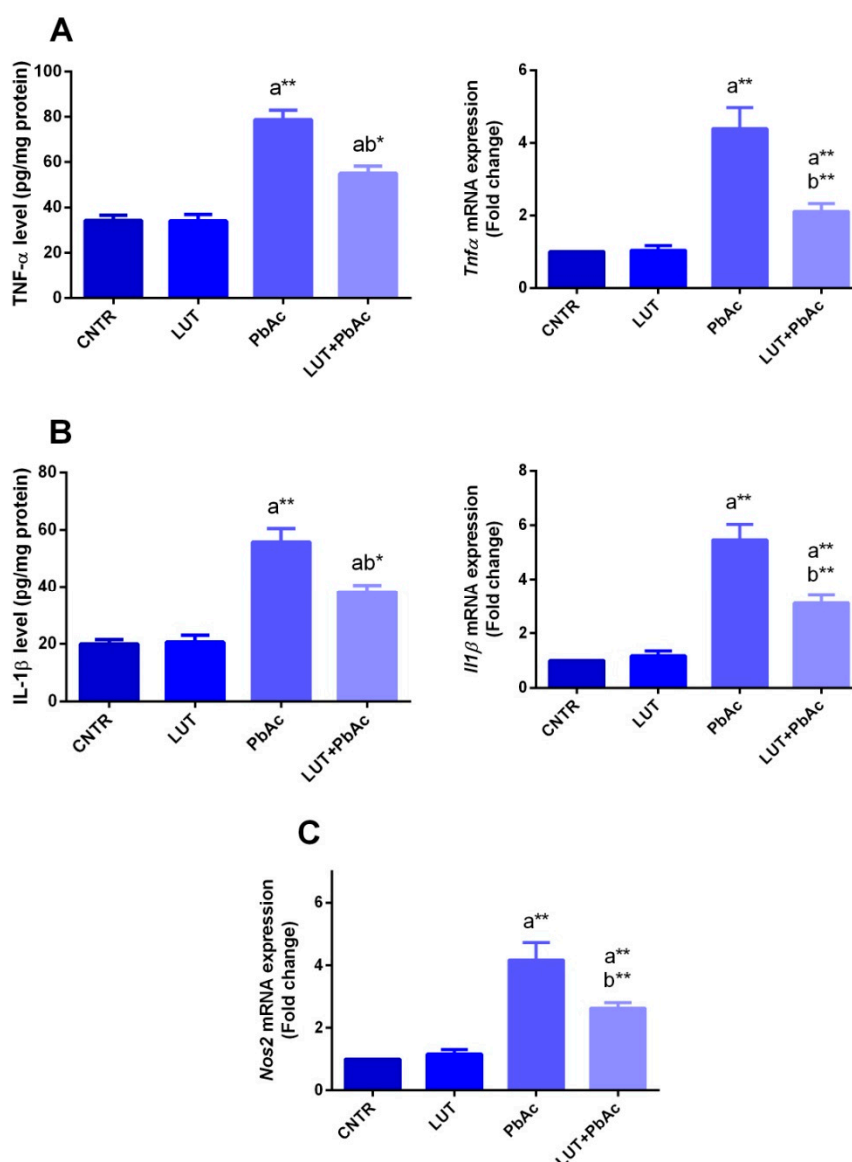 A
TNF-α level (pg/mg protein)
100
80
60
40
20
0
a**
ab*
CNTR
LUT
PbAc
LUT+PbAc
Tnfα mRNA expression
(Fold change)
6
4
2
0
a**
a**
b**
CNTR
LUT
PbAc
LUT+PbAc
B
IL-1β level (pg/mg protein)
80
60
40
20
0
a**
ab*
CNTR
LUT
PbAc
LUT+PbAc
Il1β mRNA expression
(Fold change)
8
6
4
2
0
a**
a**
b**
CNTR
LUT
PbAc
LUT+PbAc
C
Nos2 mRNA expression
(Fold change)
6
4
2
0
a**
a**
b**
CNTR
LUT
PbAc
LUT+PbAc